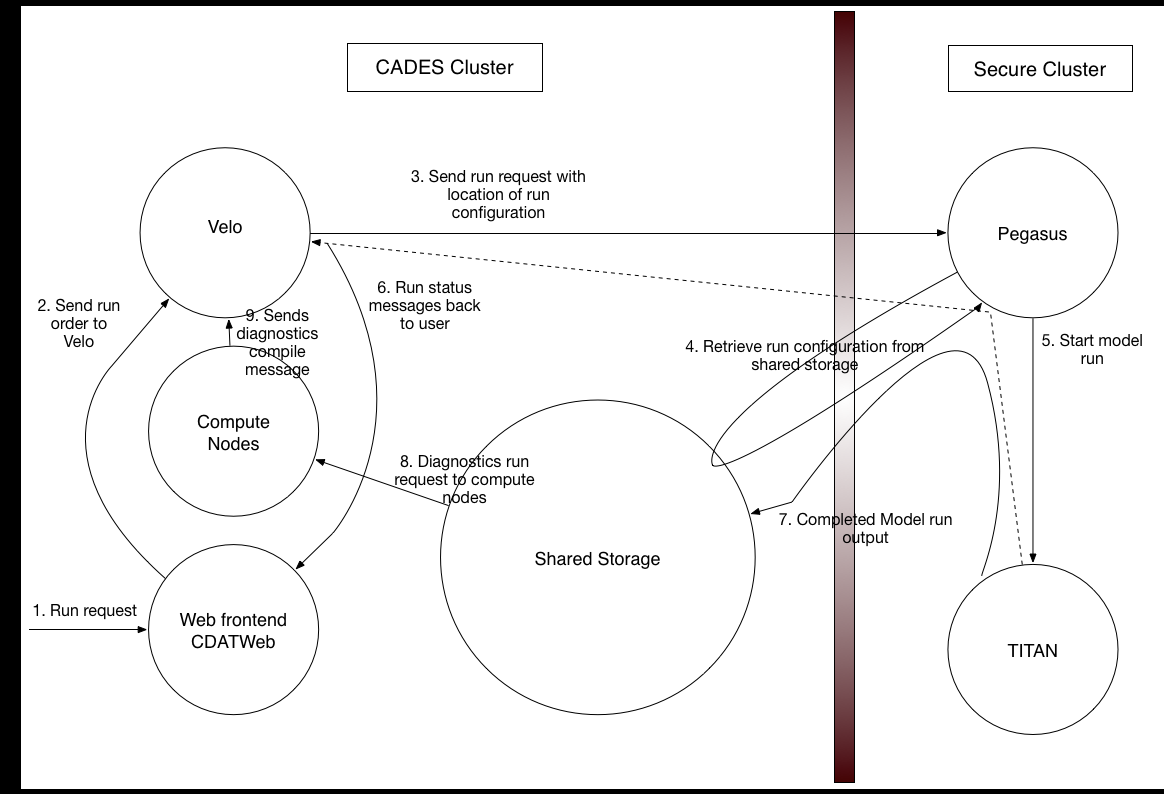 CADES Cluster
Secure Cluster
3. Send run request with
location of run
configuration
Velo
Pegasus
6. Run status
messages back
to user
2. Send run
order to
Velo
9. Sends
diagnostics
compile
message
4. Retrieve run configuration from
shared storage
5. Start model
run
Compute
Nodes
8. Diagnostics run
request to compute
nodes
7. Completed Model run
output
Shared Storage
1. Run request
Web frontend
CDATWeb
TITAN